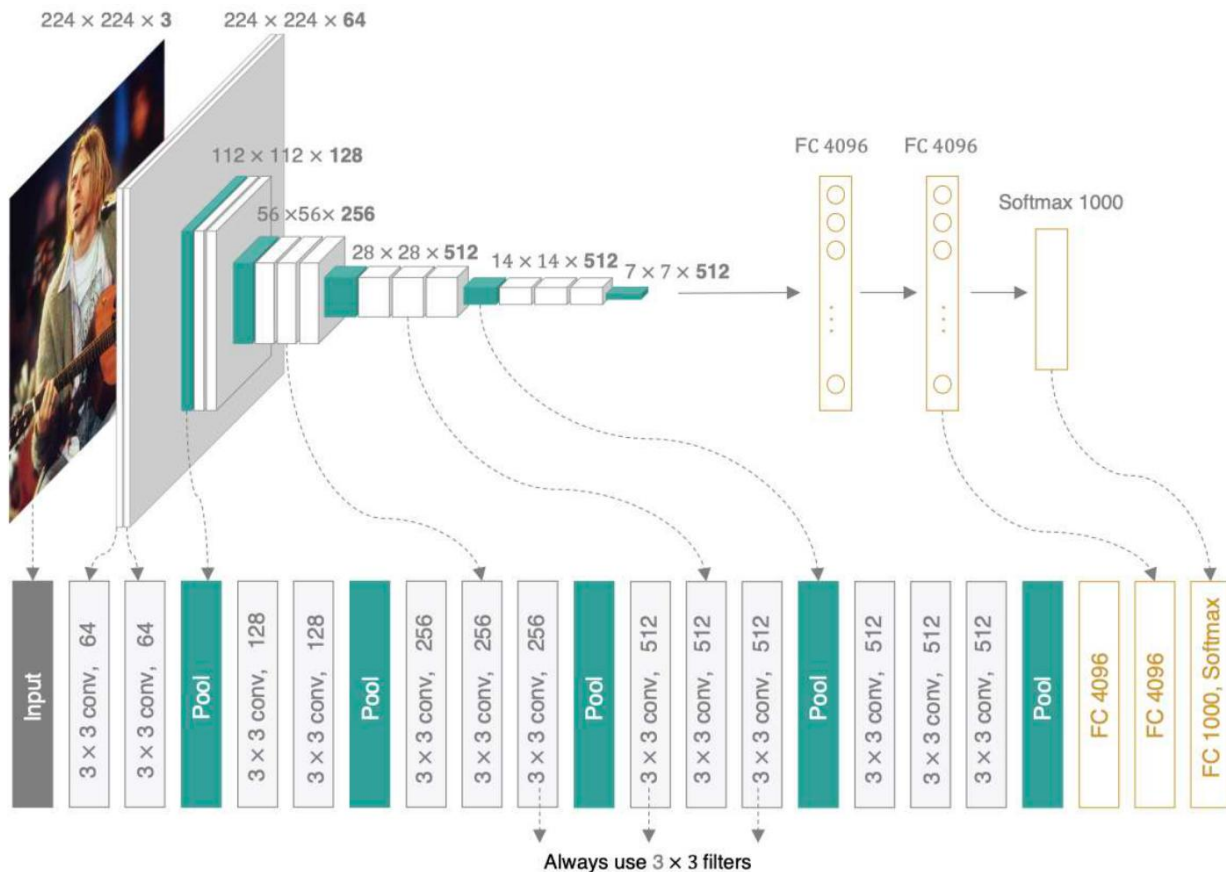 224 × 224 × 3
224 × 224 × 64
112 × 112 × 128
56 ×56× 256
28 × 28 × 512
14 × 14 × 512
7 × 7 × 512
FC 4096
FC 4096
Softmax 1000
Input
3 × 3 conv, 64
3 × 3 conv, 64
Pool
3 × 3 conv, 128
3 × 3 conv, 128
Pool
3 × 3 conv, 256
3 × 3 conv, 256
3 × 3 conv, 256
Pool
3 × 3 conv, 512
3 × 3 conv, 512
3 × 3 conv, 512
Pool
3 × 3 conv, 512
3 × 3 conv, 512
3 × 3 conv, 512
Pool
FC 4096
FC 4096
FC 1000, Softmax
Always use 3 × 3 filters